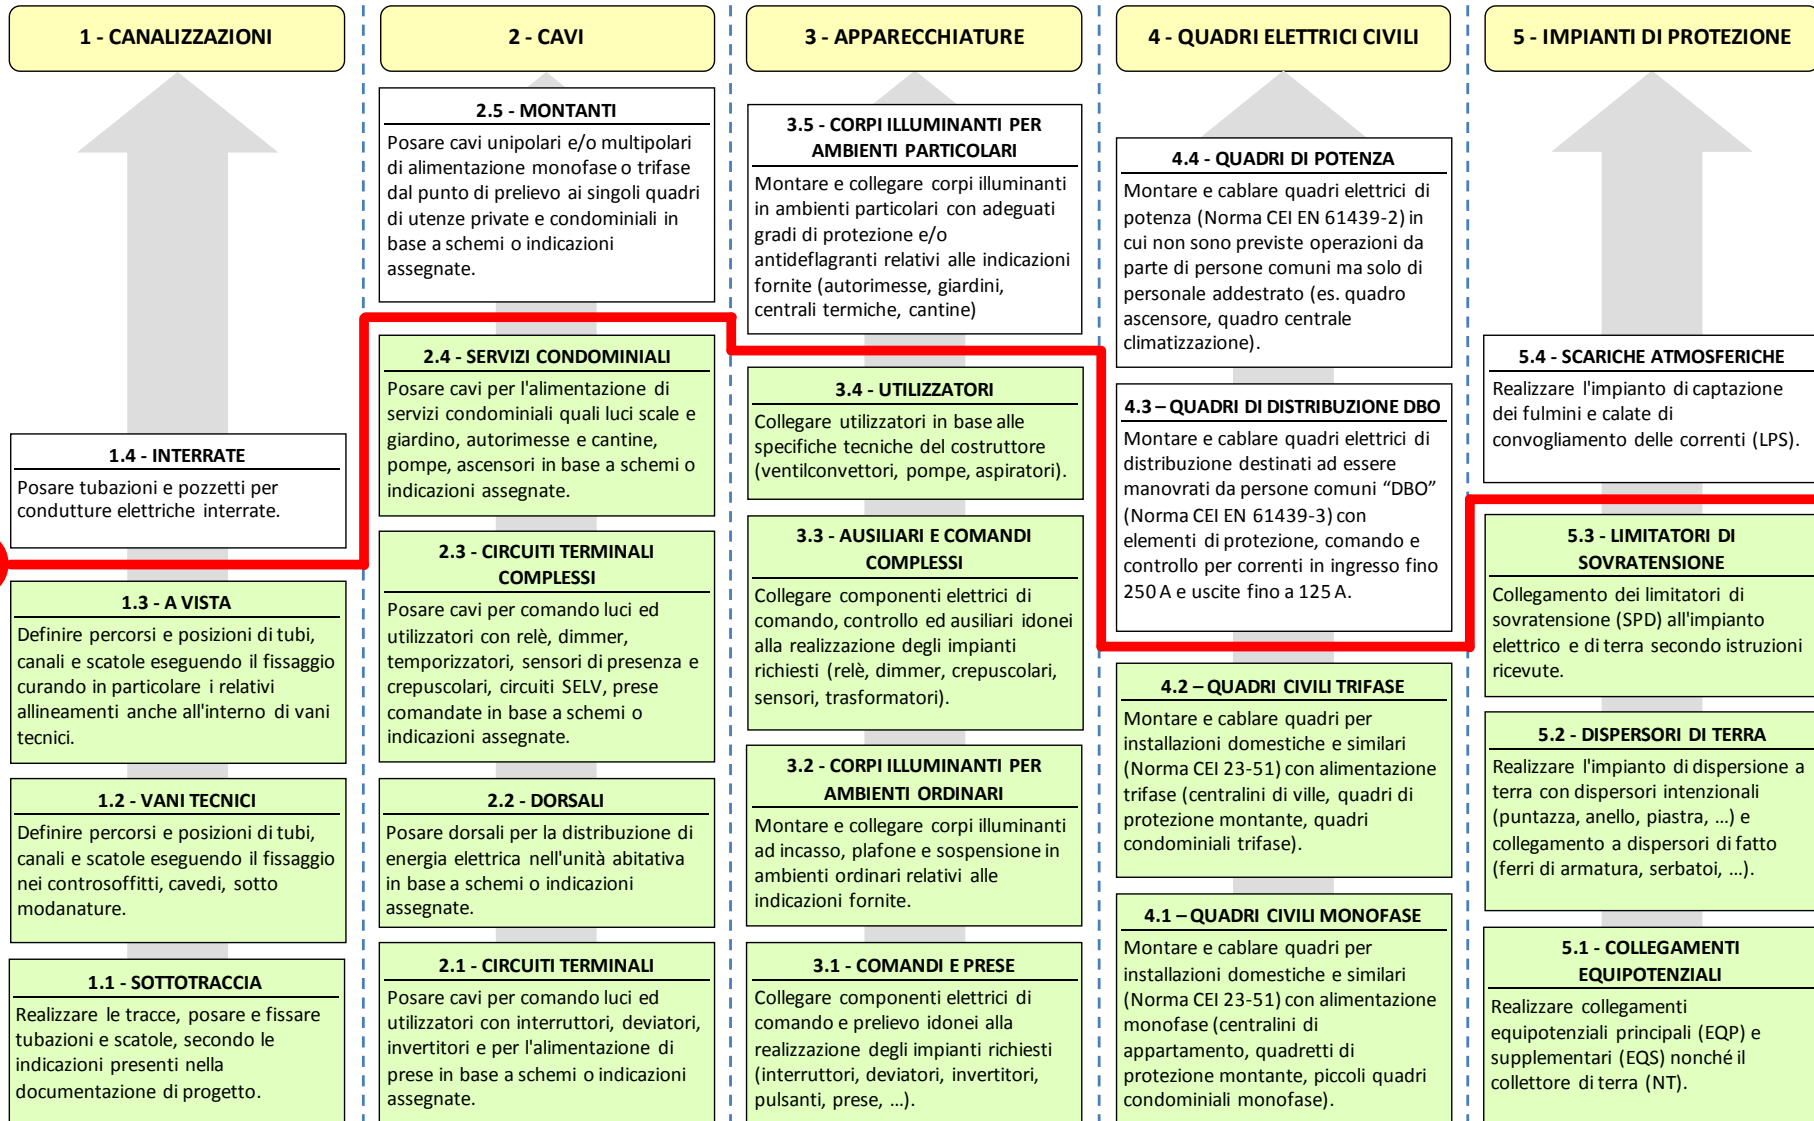 1 - CANALIZZAZIONI
1.4 - INTERRATE
Posare tubazioni e pozzetti per
condutture elettriche interrate.
1.3 - A VISTA
Definire percorsi e posizioni di tubi,
canali e scatole eseguendo il fissaggio
curando in particolare i relativi
allineamenti anche all'interno di vani
tecnici.
1.2 - VANI TECNICI
Definire percorsi e posizioni di tubi,
canali e scatole eseguendo il fissaggio
nei controsoffitti, cavedi, sotto
modanature.
1.1 - SOTTOTRACCIA
Realizzare le tracce, posare e fissare
tubazioni e scatole, secondo le
indicazioni presenti nella
documentazione di progetto.
2 - CAVI
2.5 - MONTANTI
Posare cavi unipolari e/o multipolari
di alimentazione monofase o trifase
dal punto di prelievo ai singoli quadri
di utenze private e condominiali in
base a schemi o indicazioni
assegnate.
2.4 - SERVIZI CONDOMINIALI
Posare cavi per l'alimentazione di
servizi condominiali quali luci scale e
giardino, autorimesse e cantine,
pompe, ascensori in base a schemi o
indicazioni assegnate.
2.3 - CIRCUITI TERMINALI
COMPLESSI
Posare cavi per comando luci ed
utilizzatori con relè, dimmer,
temporizzatori, sensori di presenza e
crepuscolari, circuiti SELV, prese
comandate in base a schemi o
indicazioni assegnate.
2.2 - DORSALI
Posare dorsali per la distribuzione di
energia elettrica nell'unità abitativa
in base a schemi o indicazioni
assegnate.
2.1 - CIRCUITI TERMINALI
Posare cavi per comando luci ed
utilizzatori con interruttori, deviatori,
invertitori e per l'alimentazione di
prese in base a schemi o indicazioni
assegnate.
3 - APPARECCHIATURE
3.5 - CORPI ILLUMINANTI PER
AMBIENTI PARTICOLARI
Montare e collegare corpi illuminanti
in ambienti particolari con adeguati
gradi di protezione e/o
antideflagranti relativi alle indicazioni
fornite (autorimesse, giardini,
centrali termiche, cantine)
3.4 - UTILIZZATORI
Collegare utilizzatori in base alle
specifiche tecniche del costruttore
(ventilconvettori, pompe, aspiratori).
3.3 - AUSILIARI E COMANDI
COMPLESSI
Collegare componenti elettrici di
comando, controllo ed ausiliari idonei
alla realizzazione degli impianti
richiesti (relè, dimmer, crepuscolari,
sensori, trasformatori).
3.2 - CORPI ILLUMINANTI PER
AMBIENTI ORDINARI
Montare e collegare corpi illuminanti
ad incasso, plafone e sospensione in
ambienti ordinari relativi alle
indicazioni fornite.
3.1 - COMANDI E PRESE
Collegare componenti elettrici di
comando e prelievo idonei alla
realizzazione degli impianti richiesti
(interruttori, deviatori, invertitori,
pulsanti, prese, ...).
4 - QUADRI ELETTRICI CIVILI
4.4 - QUADRI DI POTENZA
Montare e cablare quadri elettrici di
potenza (Norma CEI EN 61439-2) in
cui non sono previste operazioni da
parte di persone comuni ma solo di
personale addestrato (es. quadro
ascensore, quadro centrale
climatizzazione).
4.3 – QUADRI DI DISTRIBUZIONE DBO
Montare e cablare quadri elettrici di
distribuzione destinati ad essere
manovrati da persone comuni “DBO”
(Norma CEI EN 61439-3) con
elementi di protezione, comando e
controllo per correnti in ingresso fino
250 A e uscite fino a 125 A.
4.2 – QUADRI CIVILI TRIFASE
Montare e cablare quadri per
installazioni domestiche e similari
(Norma CEI 23-51) con alimentazione
trifase (centralini di ville, quadri di
protezione montante, quadri
condominiali trifase).
4.1 – QUADRI CIVILI MONOFASE
Montare e cablare quadri per
installazioni domestiche e similari
(Norma CEI 23-51) con alimentazione
monofase (centralini di
appartamento, quadretti di
protezione montante, piccoli quadri
condominiali monofase).
5 - IMPIANTI DI PROTEZIONE
5.4 - SCARICHE ATMOSFERICHE
Realizzare l'impianto di captazione
dei fulmini e calate di
convogliamento delle correnti (LPS).
5.3 - LIMITATORI DI
SOVRATENSIONE
Collegamento dei limitatori di
sovratensione (SPD) all'impianto
elettrico e di terra secondo istruzioni
ricevute.
5.2 - DISPERSORI DI TERRA
Realizzare l'impianto di dispersione a
terra con dispersori intenzionali
(puntazza, anello, piastra, ...) e
collegamento a dispersori di fatto
(ferri di armatura, serbatoi, ...).
5.1 - COLLEGAMENTI
EQUIPOTENZIALI
Realizzare collegamenti
equipotenziali principali (EQP) e
supplementari (EQS) nonché il
collettore di terra (NT).